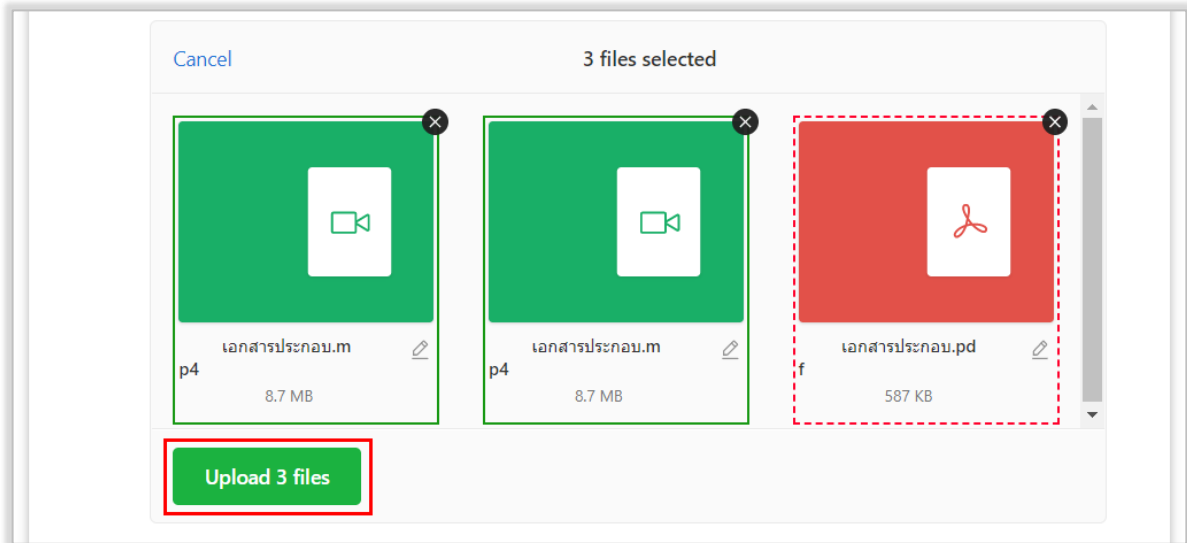 Cancel 3 files selected
เอกสารประกอบ.m เอกสารประกอบ.m เอกสารประกอบ.pd
p4 p4 f
8.7 MB 8.7 MB 587 KB
Upload 3 files